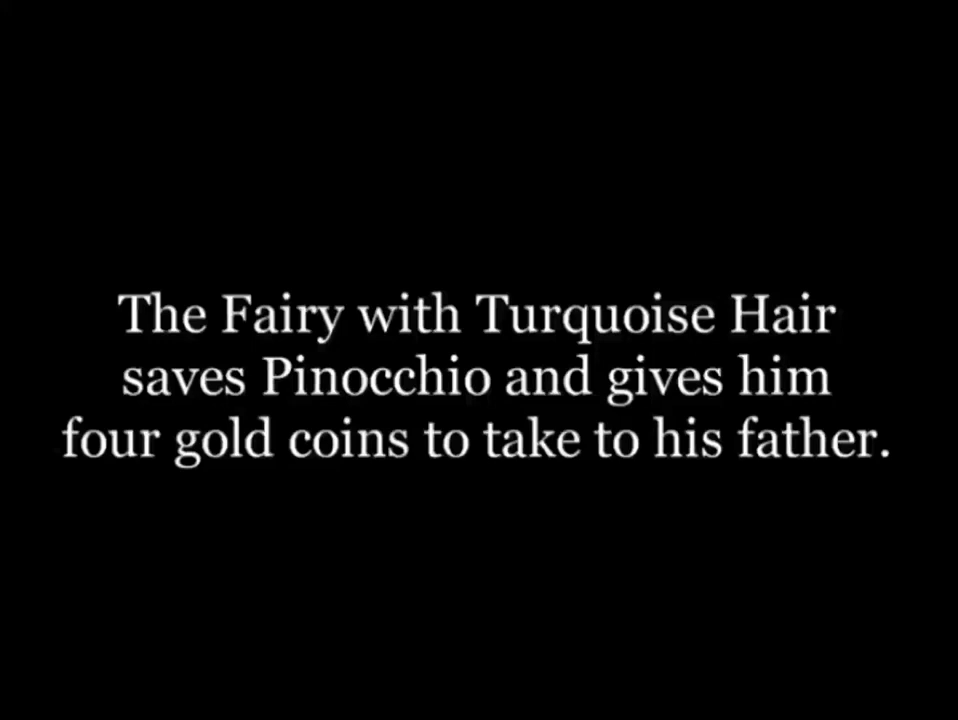 The Fairy with Turquoise Hair
saves Pinocchio and gives him
four gold coins to take to his father.